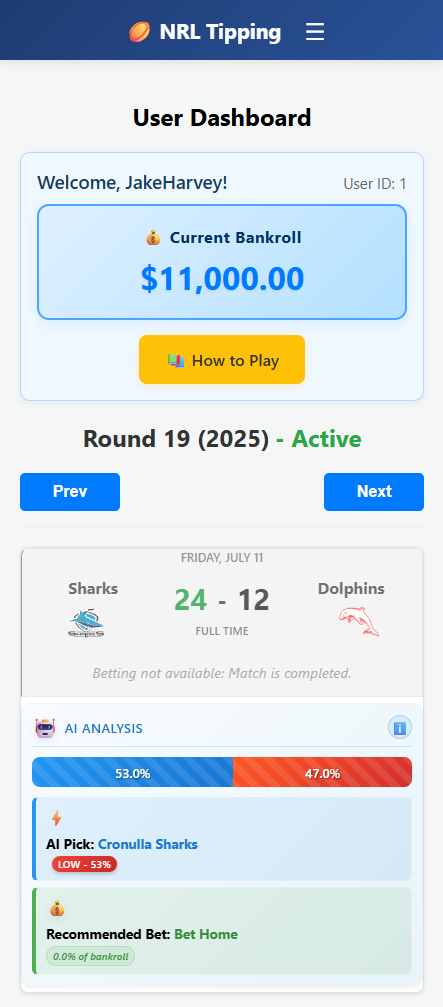 NRL Tipping
User Dashboard
Welcome, JakeHarvey!
User ID: 1
Current Bankroll
$11,000.00
How to Play
Round 19 (2025) - Active
Prev
Next
FRIDAY, JULY 11
Sharks
24 - 12
Dolphins
FULL TIME
Betting not available: Match is completed.
AI ANALYSIS
53.0%
47.0%
AI Pick: Cronulla Sharks
LOW - 53%
Recommended Bet: Bet Home
0.0% of bankroll